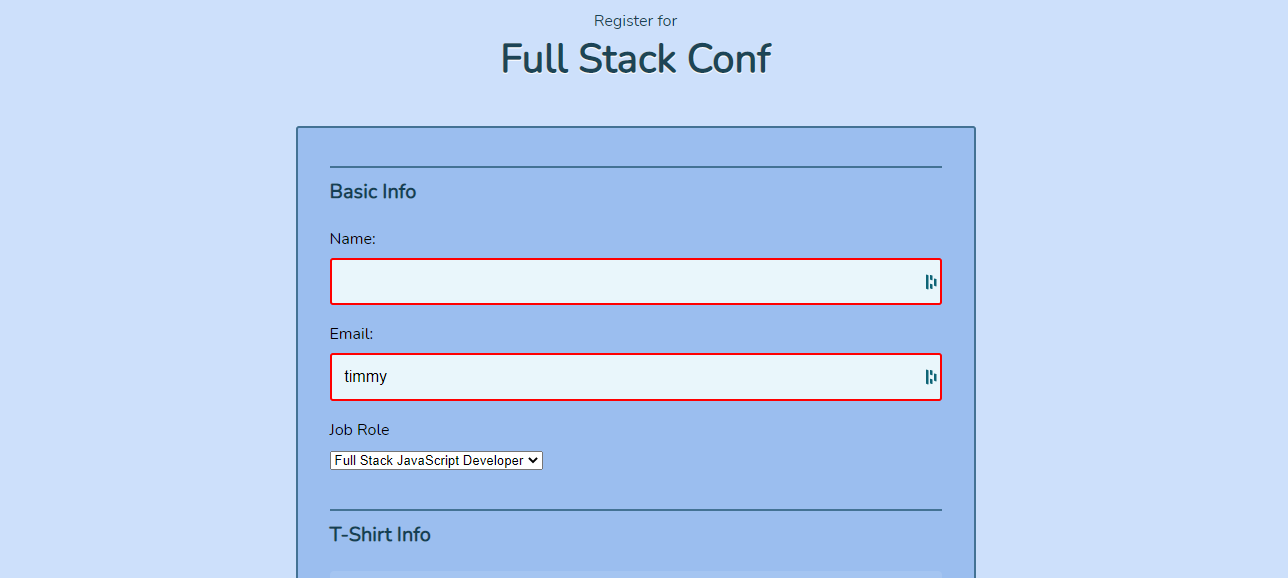 Register for
Full Stack Conf
Basic Info
Name:
Email:
timmy
Job Role
Full Stack JavaScript Developer
T-Shirt Info